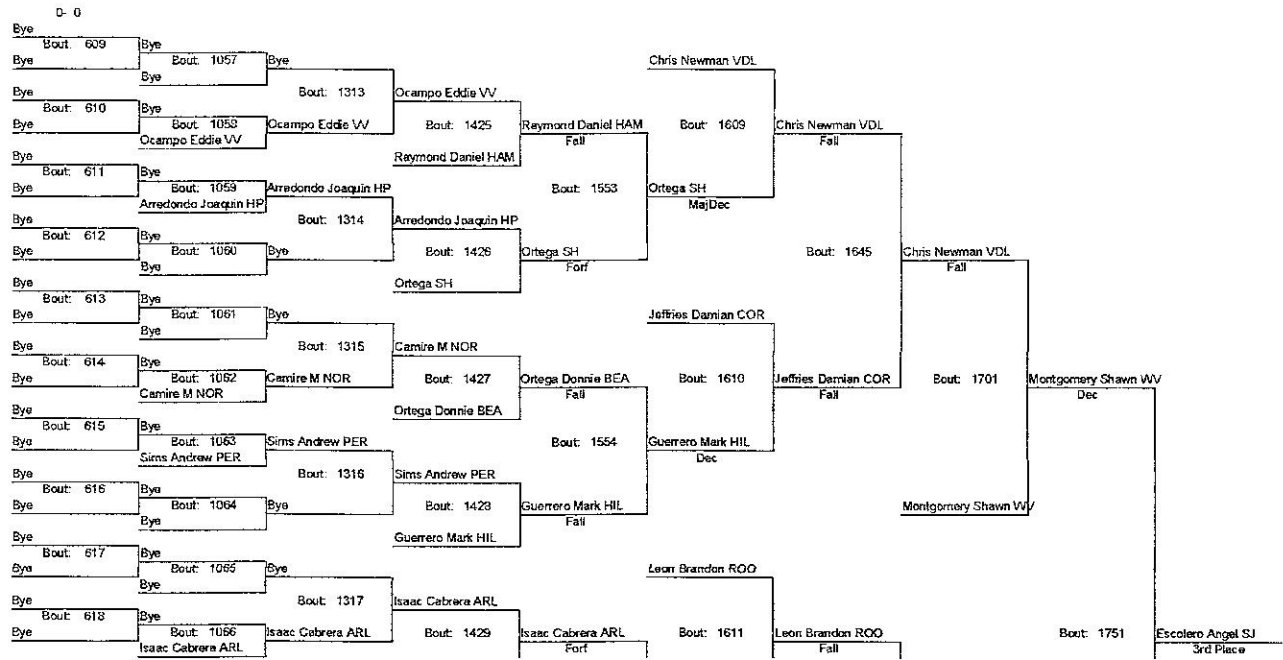 0- 0
Bye
Bout: 609 Bye
Bye Bout: 1057 Bye Chris Newman VDL
Bye
Bye Bout: 1313 Ocampo Eddie VV
Bout: 610 Bye
Bye Bout: 1058 Ocampo Eddie VV Bout: 1425 Raymond Daniel HAM Bout: 1609 Chris Newman VDL
Ocampo Eddie VV Fall Fall
Bye Raymond Daniel HAM
Bout: 611 Bye
Bye Bout: 1059 Arredondo Joaquin HP Bout: 1553 Ortega SH
Arredondo Joaquin HP MajDec
Bye Bout: 1314 Arredondo Joaquin HP
Bout: 612 Bye
Bye Bout: 1060 Bye Bout: 1426 Ortega SH Bout: 1645 Chris Newman VDL
Bye Forf Fall
Bye Ortega SH
Bout: 613 Bye
Bye Bout: 1061 Bye Jeffries Damian COR
Bye
Bye Bout: 1315 Camire M NOR
Bout: 614 Bye
Bye Bout: 1062 Camire M NOR Bout: 1427 Ortega Donnie BEA Bout: 1610 Jeffries Damian COR Bout: 1701 Montgomery Shawn WV
Camire M NOR Fall Fall Dec
Bye Ortega Donnie BEA
Bout: 615 Bye
Bye Bout: 1063 Sims Andrew PER Bout: 1554 Guerrero Mark HIL
Sims Andrew PER Dec
Bye Bout: 1316 Sims Andrew PER
Bout: 616 Bye
Bye Bout: 1064 Bye Bout: 1428 Guerrero Mark HIL Montgomery Shawn WV
Bye Fall
Bye Guerrero Mark HIL
Bout: 617 Bye
Bye Bout: 1065 Bye Leon Brandon ROO
Bye
Bye Bout: 1317 Isaac Cabrera ARL
Bout: 618 Bye
Bye Bout: 1066 Isaac Cabrera ARL Bout: 1429 Isaac Cabrera ARL Bout: 1611 Leon Brandon ROO Bout: 1751 Escolero Angel SJ
Isaac Cabrera ARL Forf Fall 3rd Place